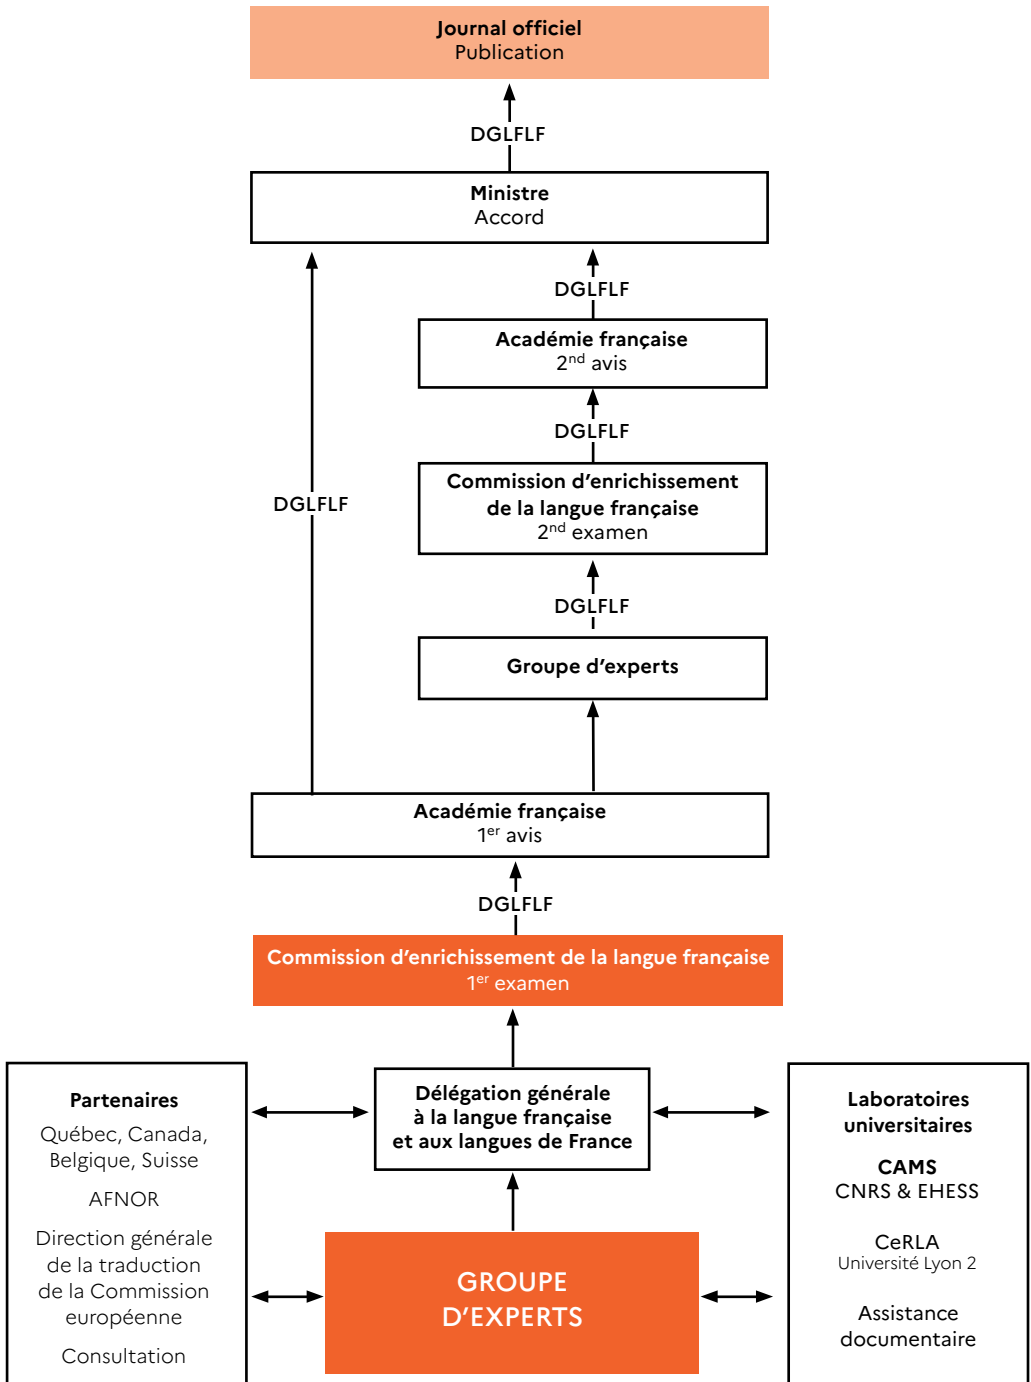 Journal officiel
Publication
DGLFLF
Ministre
Accord
DGLFLF
Académie française
2nd avis
DGLFLF
Commission d'enrichissement
de la langue française
2nd examen
DGLFLF
DGLFLF
Groupe d'experts
Académie française
1er avis
DGLFLF
Commission d'enrichissement de la langue française
1er examen
Délégation générale
à la langue française
et aux langues de France
Partenaires
Québec, Canada,
Belgique, Suisse
AFNOR
Direction générale
de la traduction
de la Commission
européenne
Consultation
Laboratoires
universitaires
CAMS
CNRS & EHESS
CeRLA
Université Lyon 2
Assistance
documentaire
GROUPE
D'EXPERTS